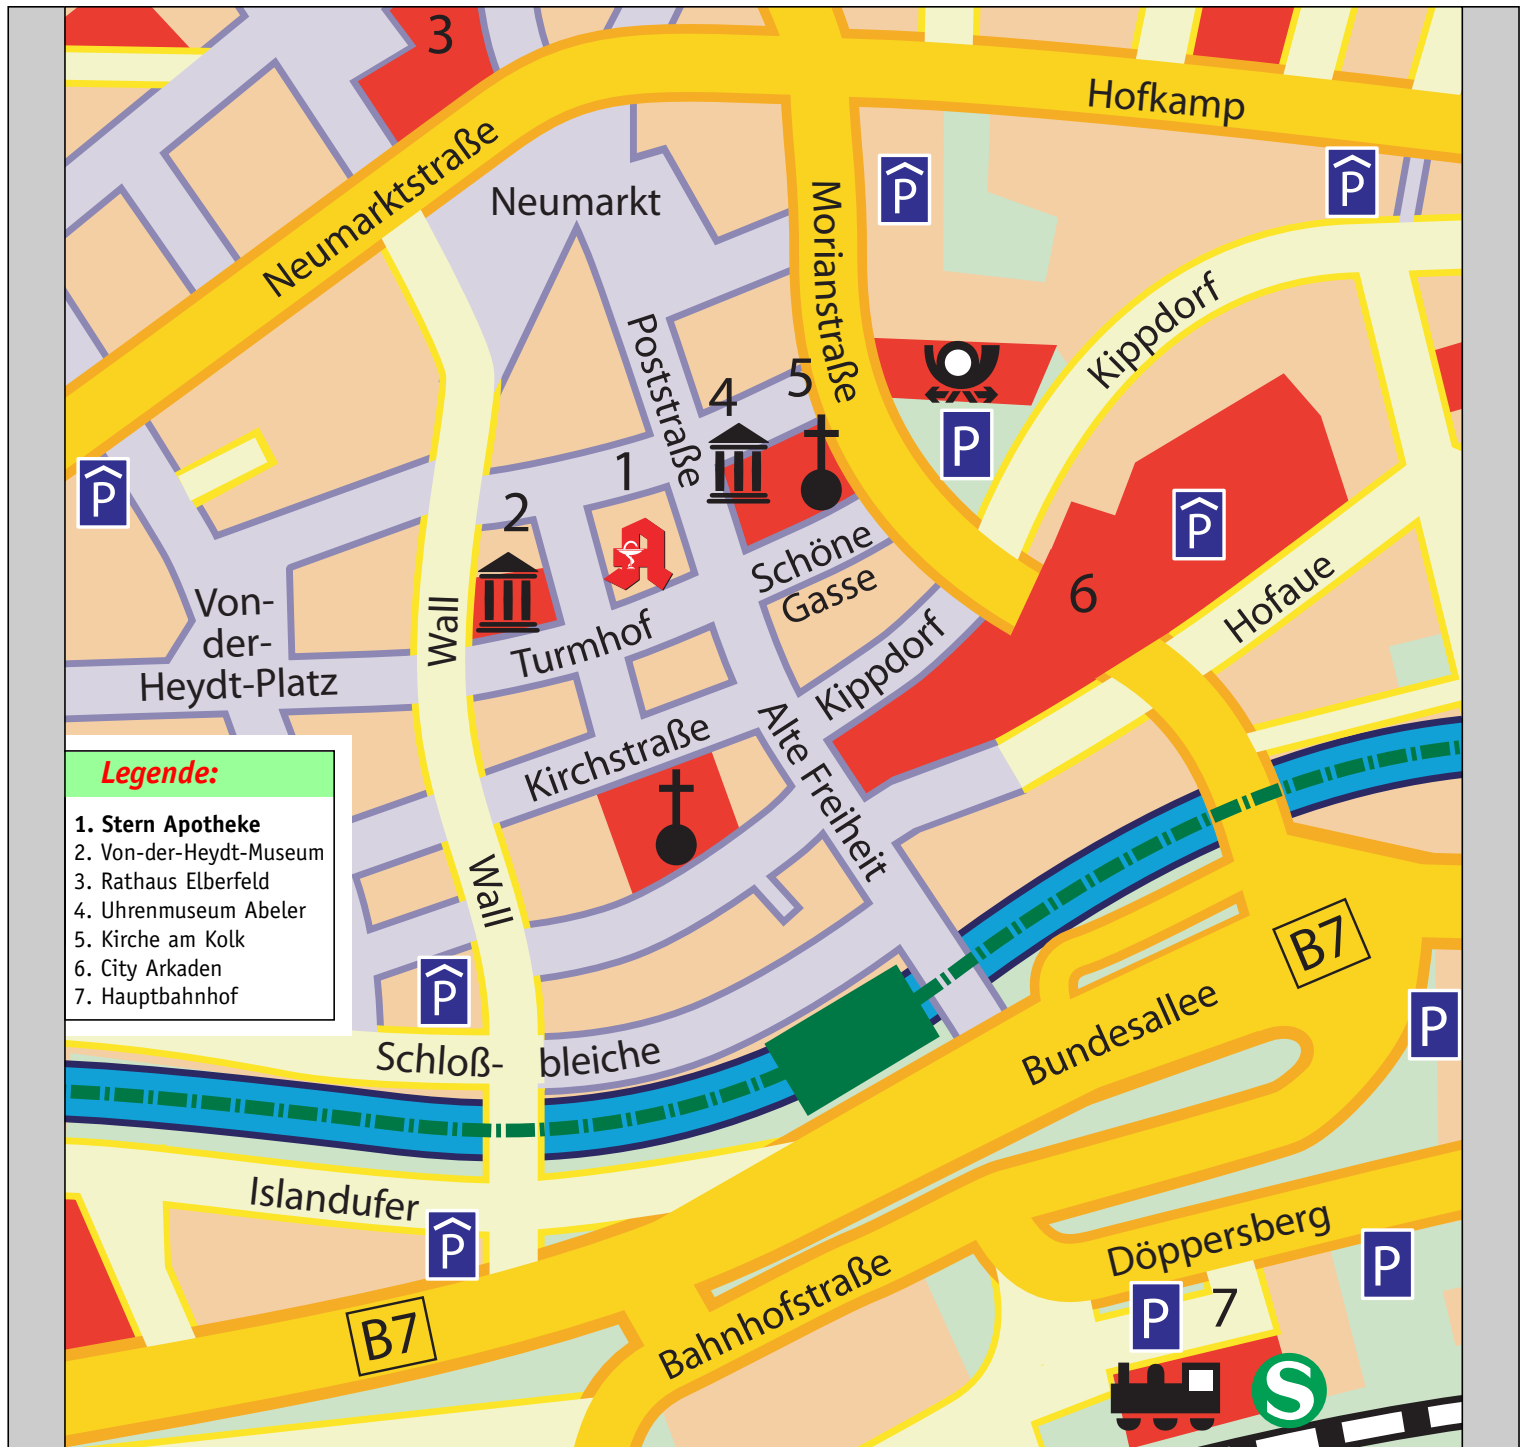 3
Hofkamp
Neumarktstraße
Neumarkt
P
P
Morianstraße
Kippdorf
Poststraße
4
5
P
1
P
2
P
Schöne
Gasse
6
Hofaue
Von-
der-
Heydt-Platz
Wall
Turmhof
Kippdorf
Kirchstraße
Alte Freiheit
Legende:
1. Stern Apotheke
2. Von-der-Heydt-Museum
3. Rathaus Elberfeld
4. Uhrenmuseum Abeler
5. Kirche am Kolk
6. City Arkaden
7. Hauptbahnhof
Wall
B7
P
P
Bundesallee
Schloß- bleiche
Islandufer
P
Döppersberg
P
Bahnhofstraße
P
7
B7
S